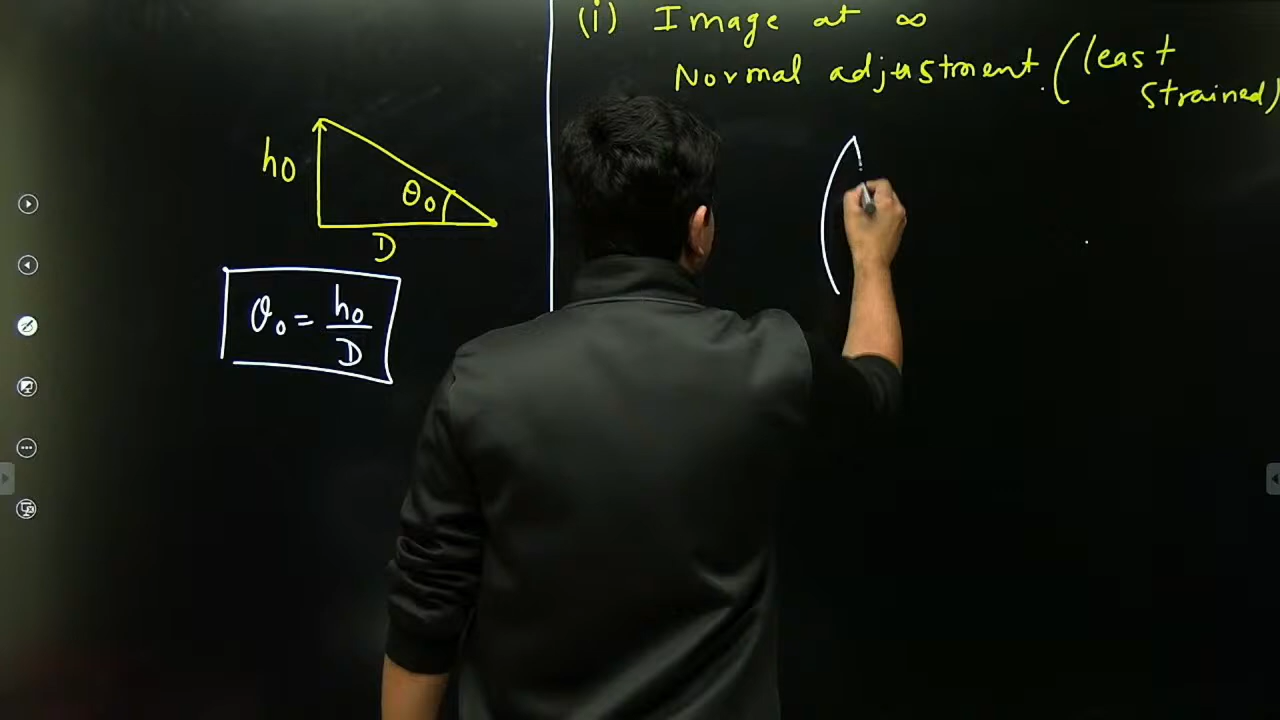 (i) Image at ∞
Normal adjustment. (least
strained)
h0
θ0
D
θ0 = h0/D